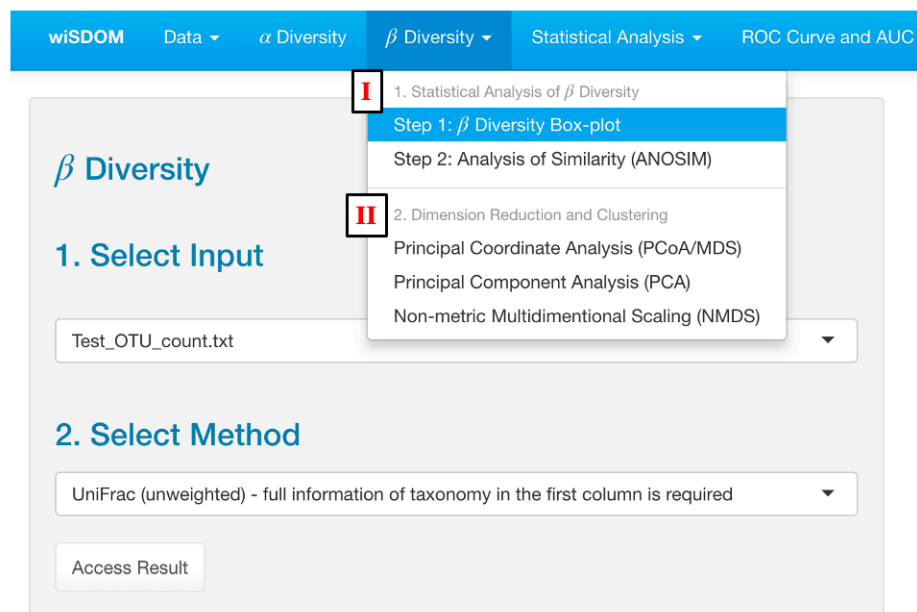 wiSDOM Data α Diversity β Diversity Statistical Analysis ROC Curve and AUC
I 1. Statistical Analysis of β Diversity
Step 1: β Diversity Box-plot
Step 2: Analysis of Similarity (ANOSIM)
II 2. Dimension Reduction and Clustering
Principal Coordinate Analysis (PCoA/MDS)
Principal Component Analysis (PCA)
Non-metric Multidimentional Scaling (NMDS)
β Diversity
1. Select Input
Test_OTU_count.txt
2. Select Method
UniFrac (unweighted) - full information of taxonomy in the first column is required
Access Result